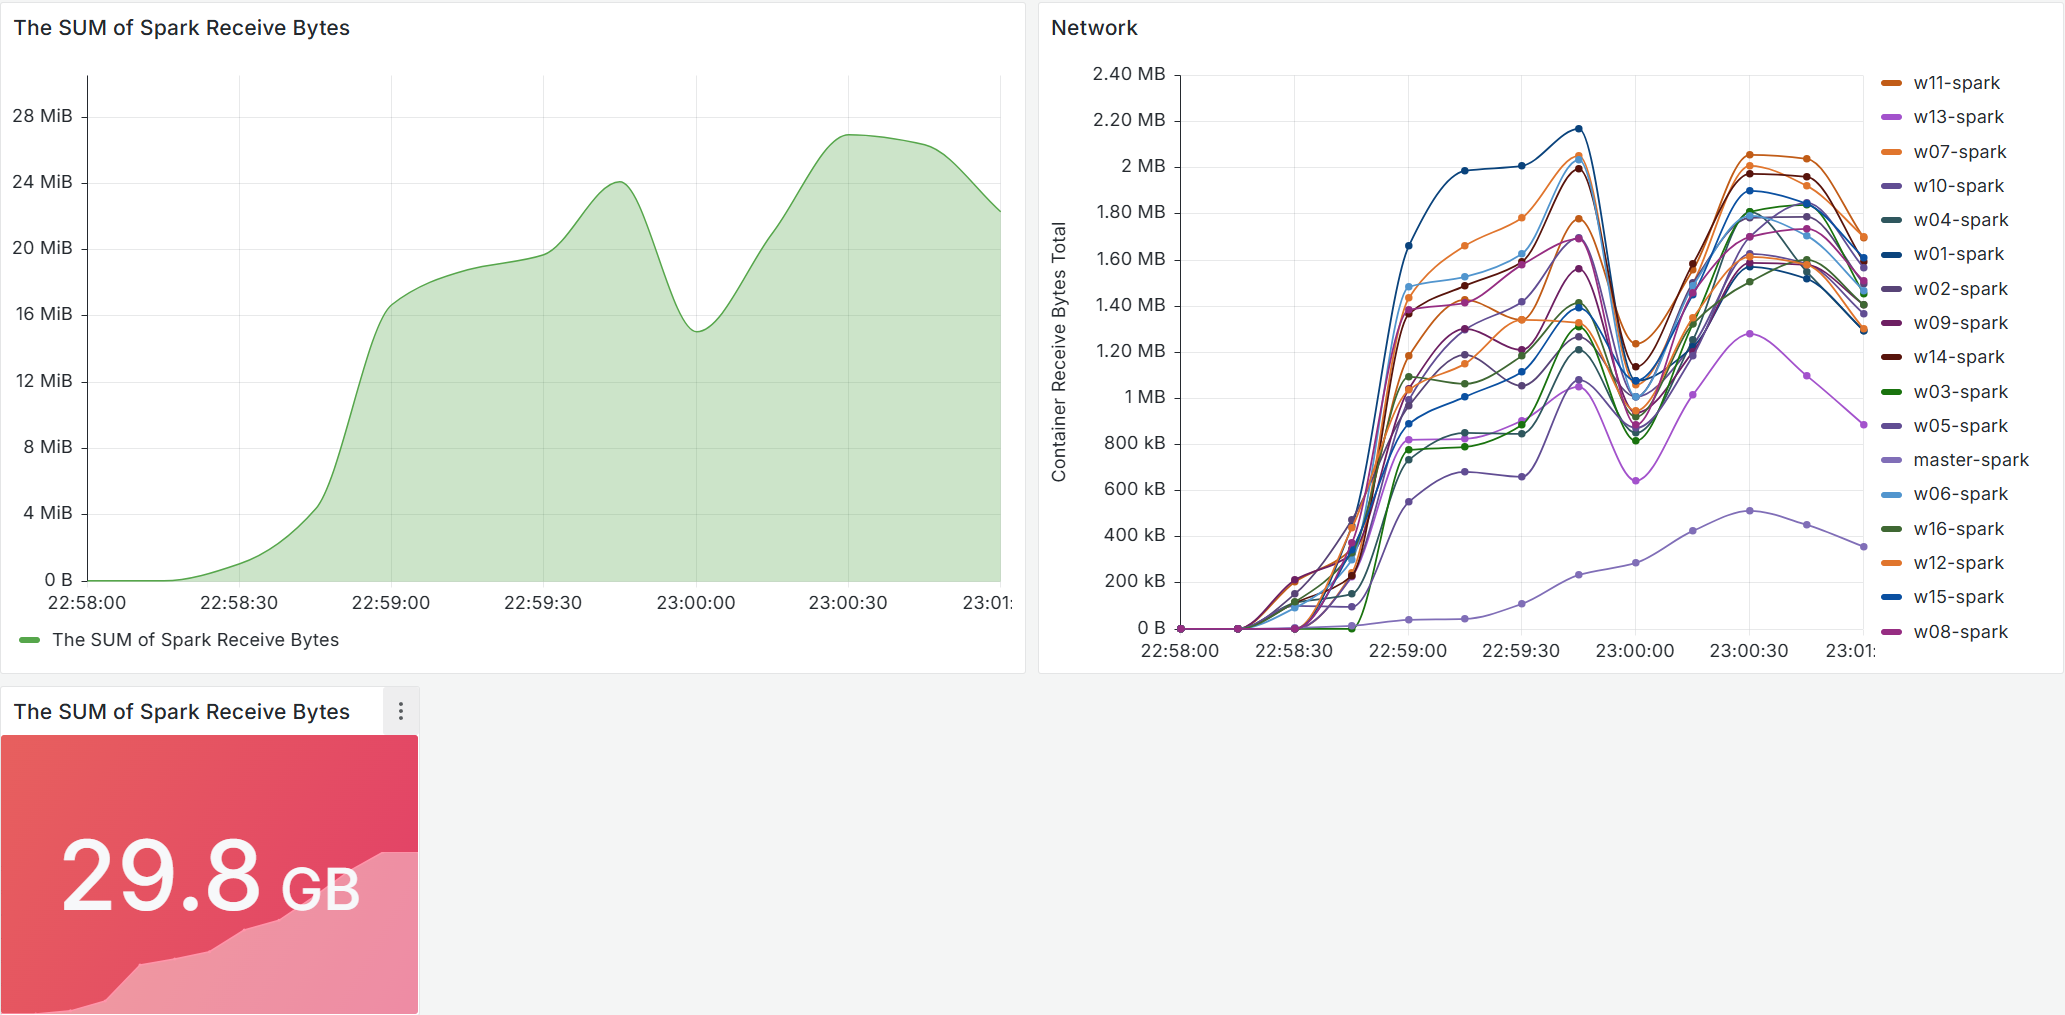 The SUM of Spark Receive Bytes
28 MiB
24 MiB
20 MiB
16 MiB
12 MiB
8 MiB
4 MiB
0 B
22:58:00 22:58:30 22:59:00 22:59:30 23:00:00 23:00:30 23:01:
The SUM of Spark Receive Bytes
Network
Container Receive Bytes Total
2.40 MB
2.20 MB
2 MB
1.80 MB
1.60 MB
1.40 MB
1.20 MB
1 MB
800 kB
600 kB
400 kB
200 kB
0 B
22:58:00 22:58:30 22:59:00 22:59:30 23:00:00 23:00:30 23:01:
w11-spark
w13-spark
w07-spark
w10-spark
w04-spark
w01-spark
w02-spark
w09-spark
w14-spark
w03-spark
w05-spark
master-spark
w06-spark
w16-spark
w12-spark
w15-spark
w08-spark
The SUM of Spark Receive Bytes
29.8 GB